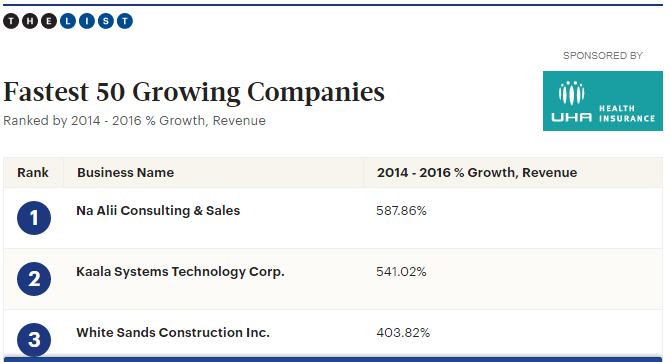 THE LIST
SPONSORED BY
Fastest 50 Growing Companies
Ranked by 2014 - 2016 % Growth, Revenue
UHA HEALTH INSURANCE
Rank Business Name 2014 - 2016 % Growth, Revenue
1 Na Alii Consulting & Sales 587.86%
2 Kaala Systems Technology Corp. 541.02%
3 White Sands Construction Inc. 403.82%